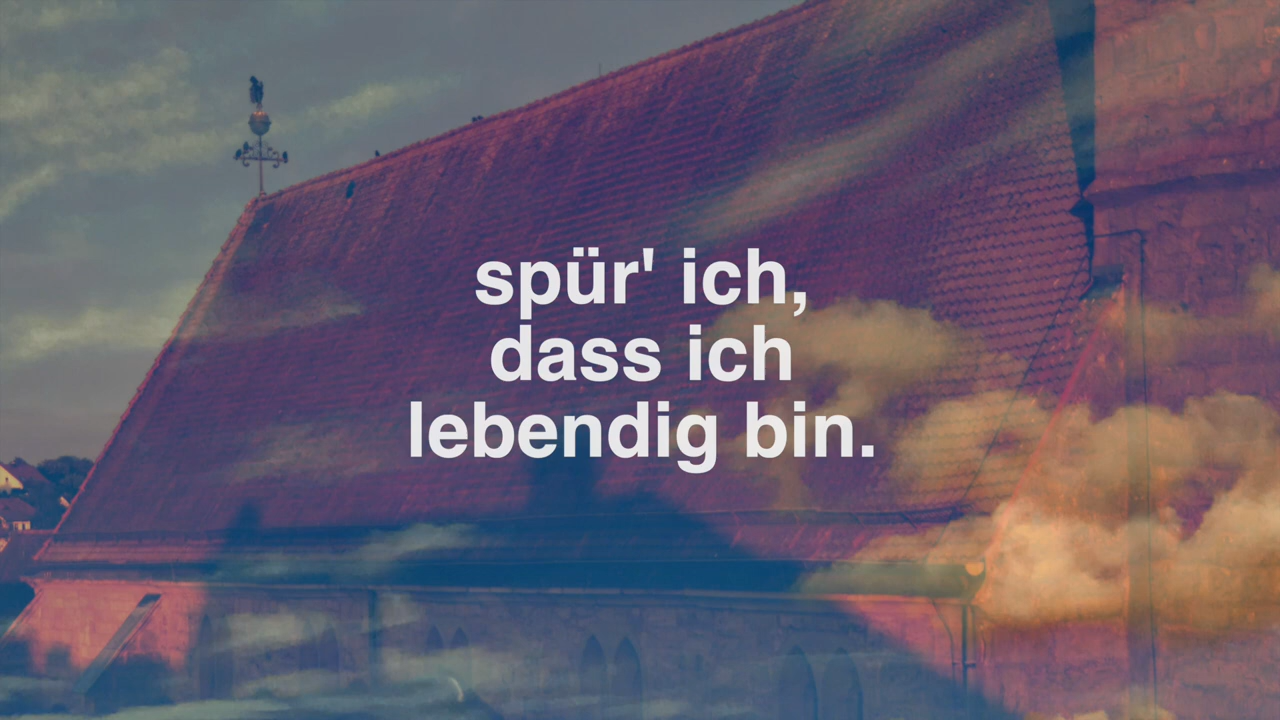 spür' ich,
dass ich
lebendig bin.